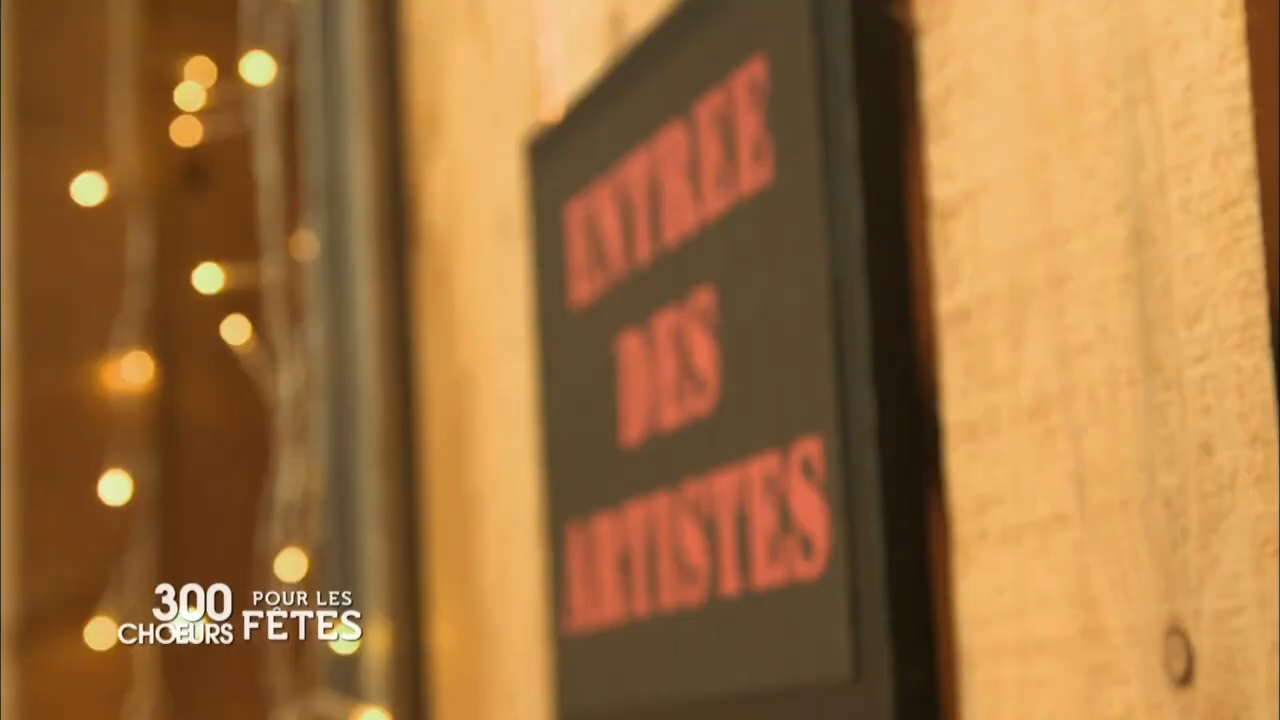 ENTREE
DES
ARTISTES
300 POUR LES
CHOEURS FÊTES